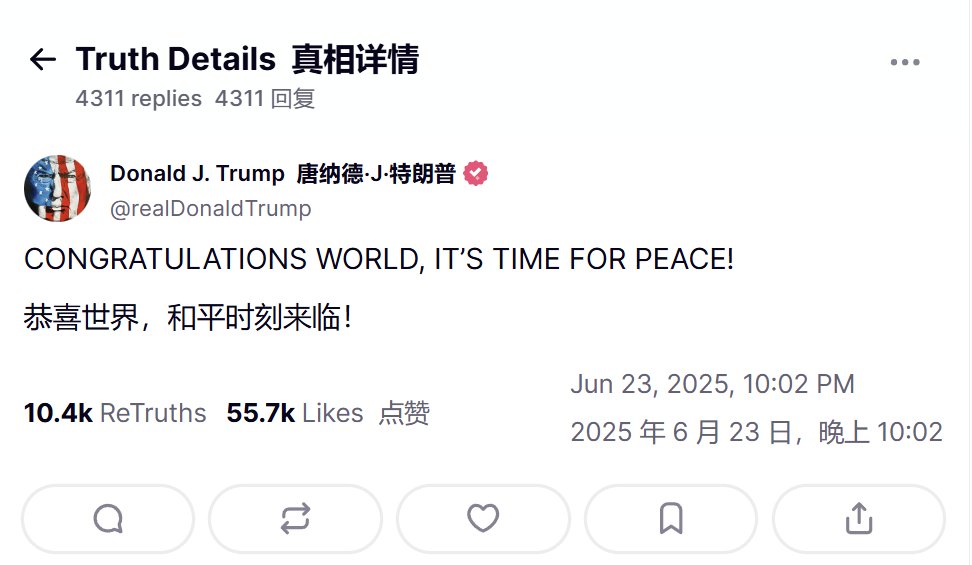 Truth Details 真相详情
4311 replies 4311 回复
Donald J. Trump 唐纳德·J·特朗普
@realDonaldTrump
CONGRATULATIONS WORLD, IT’S TIME FOR PEACE!
恭喜世界，和平时刻来临！
Jun 23, 2025, 10:02 PM
10.4k ReTruths 55.7k Likes 点赞
2025 年 6 月 23 日，晚上 10:02